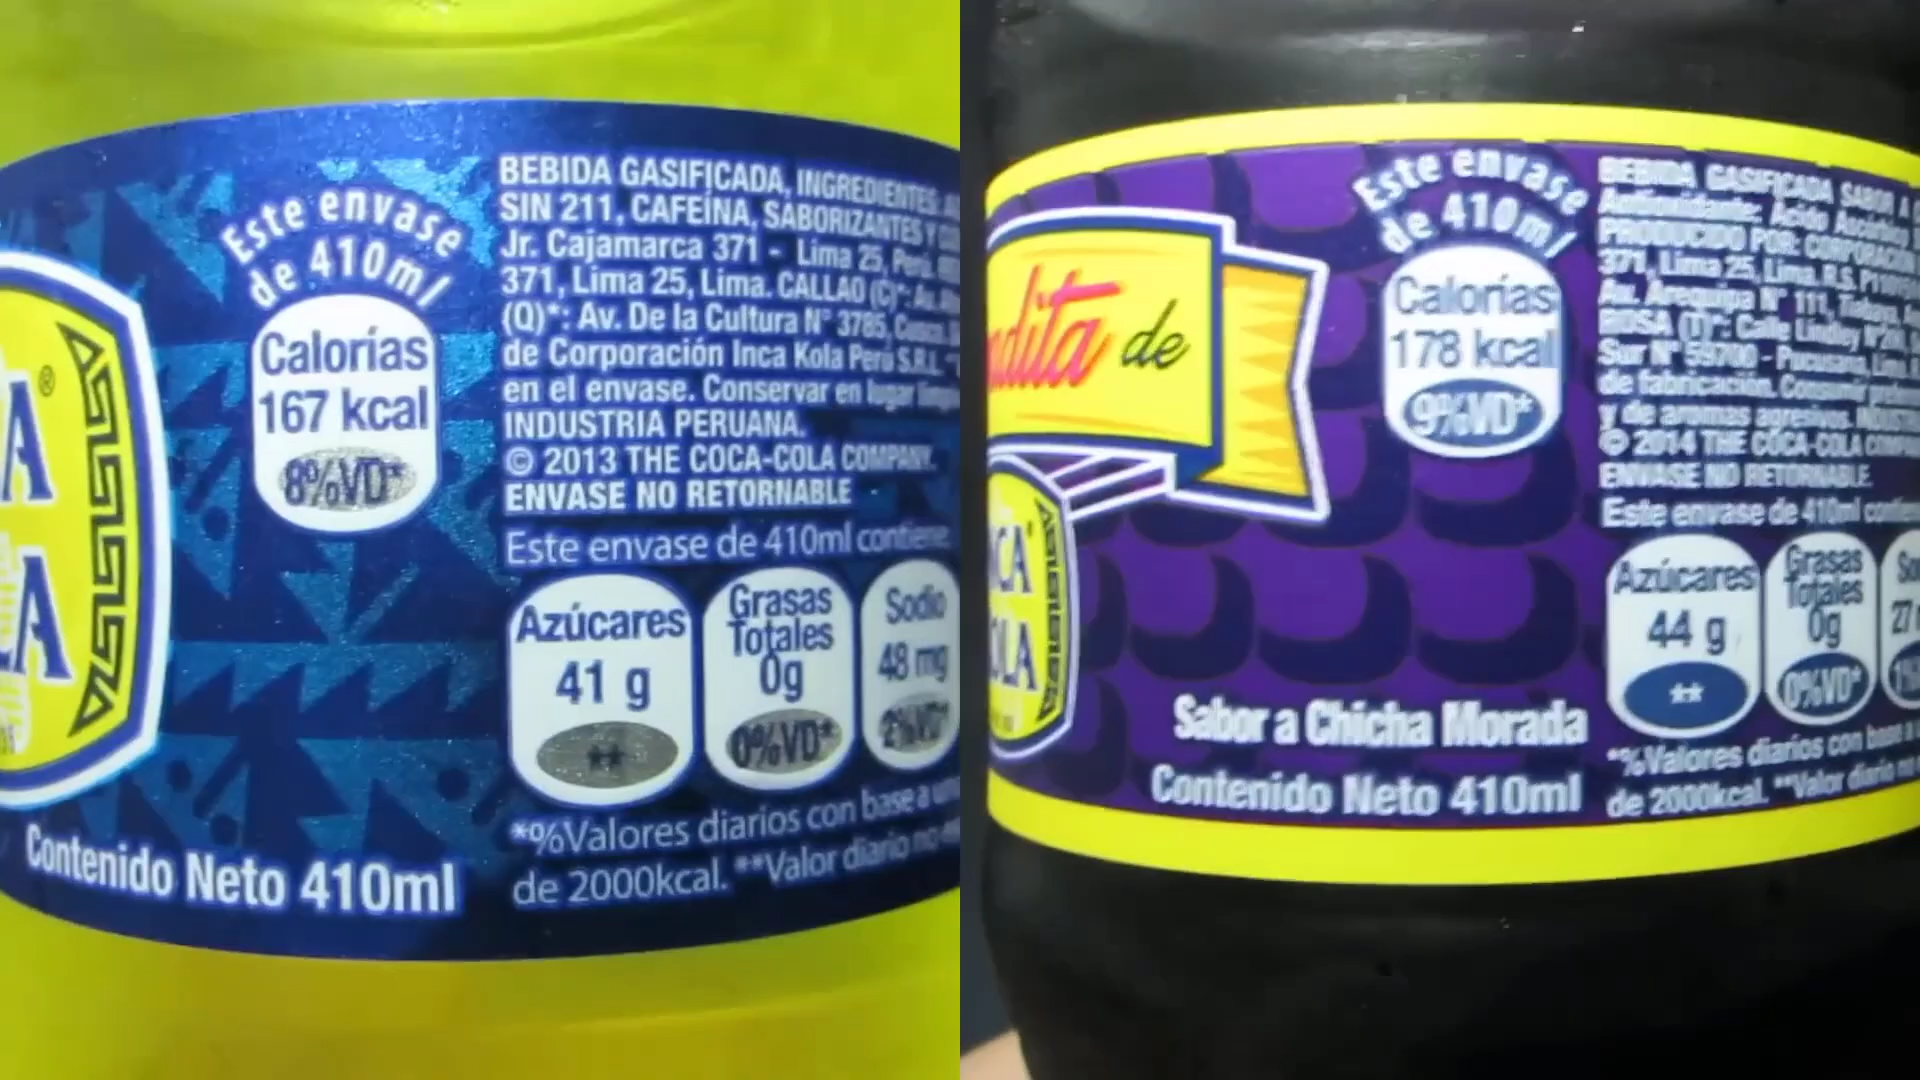 A®
LA
Este envase
de 410ml
Calorías
167 kcal
8%VD*
BEBIDA GASIFICADA, INGREDIENTES:
SIN 211, CAFEÍNA, SABORIZANTES Y
Jr. Cajamarca 371 - Lima 25, Perú.
371, Lima 25, Lima. CALLAO (C)*: Av.
(Q)*: Av. De la Cultura N° 3785, Cusco.
de Corporación Inca Kola Perú S.R.L.
en el envase. Conservar en lugar
INDUSTRIA PERUANA.
© 2013 THE COCA-COLA COMPANY.
ENVASE NO RETORNABLE
Este envase de 410ml contiene
Azúcares
41 g
**
Grasas
Totales
0g
0%VD*
Sodio
48 mg
2%VD*
*%Valores diarios con base a
de 2000kcal. **Valor diario no
Contenido Neto 410ml
dita de
CA
OLA
Este envase
de 410ml
Calorías
178 kcal
9%VD*
BEBIDA GASIFICADA SABOR A
Antioxidante: Ácido
PRODUCIDO POR: CORPORACIÓN
371, Lima 25, Lima. R.S.
Av. Arequipa N° 111,
Calle Lindley
Sur N° 59700 - Pucusana, Lima.
de fabricación. Consumir
y de aromas agresivos.
© 2014 THE COCA-COLA
ENVASE NO RETORNABLE.
Este envase de 410ml
Azúcares
44 g
**
Grasas
Totales
0g
0%VD*
27
Sabor a Chicha Morada
Contenido Neto 410ml
*%Valores diarios con base a
de 2000kcal. **Valor diario no